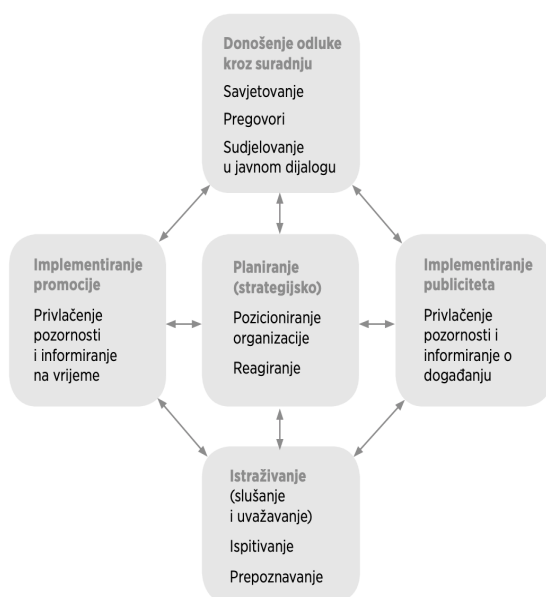 Donošenje odluke
kroz suradnju
Savjetovanje
Pregovori
Sudjelovanje
u javnom dijalogu
Implementiranje
promocije
Privlačenje
pozornosti
i informiranje
na vrijeme
Planiranje
(strategijsko)
Pozicioniranje
organizacije
Reagiranje
Implementiranje
publiciteta
Privlačenje
pozornosti i
informiranje o
događanju
Istraživanje
(slušanje
i uvažavanje)
Ispitivanje
Prepoznavanje